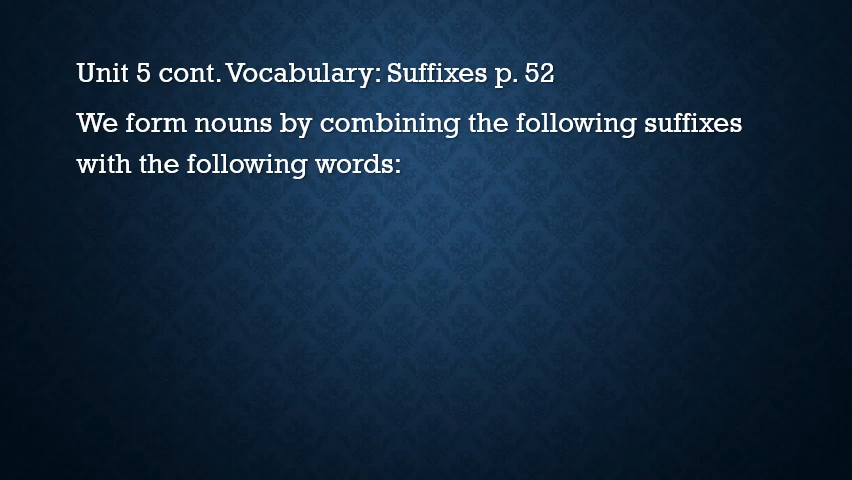 Unit 5 cont. Vocabulary: Suffixes p. 52
We form nouns by combining the following suffixes
with the following words: